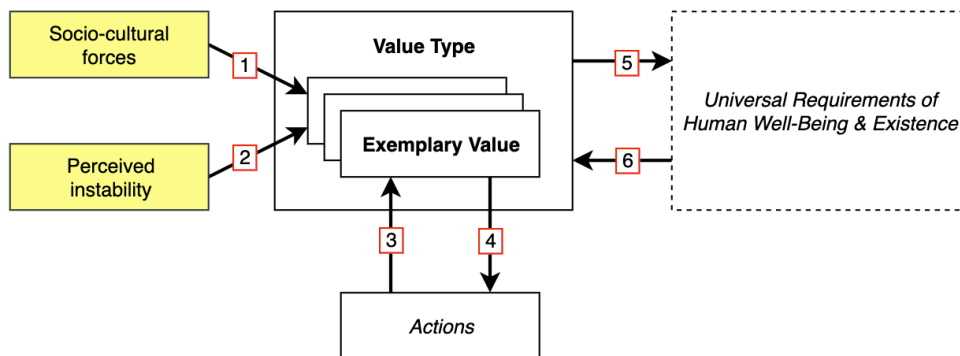 Socio-cultural
forces
1
Perceived
instability
2
Value Type
Exemplary Value
3
4
Actions
5
6
Universal Requirements of
Human Well-Being & Existence